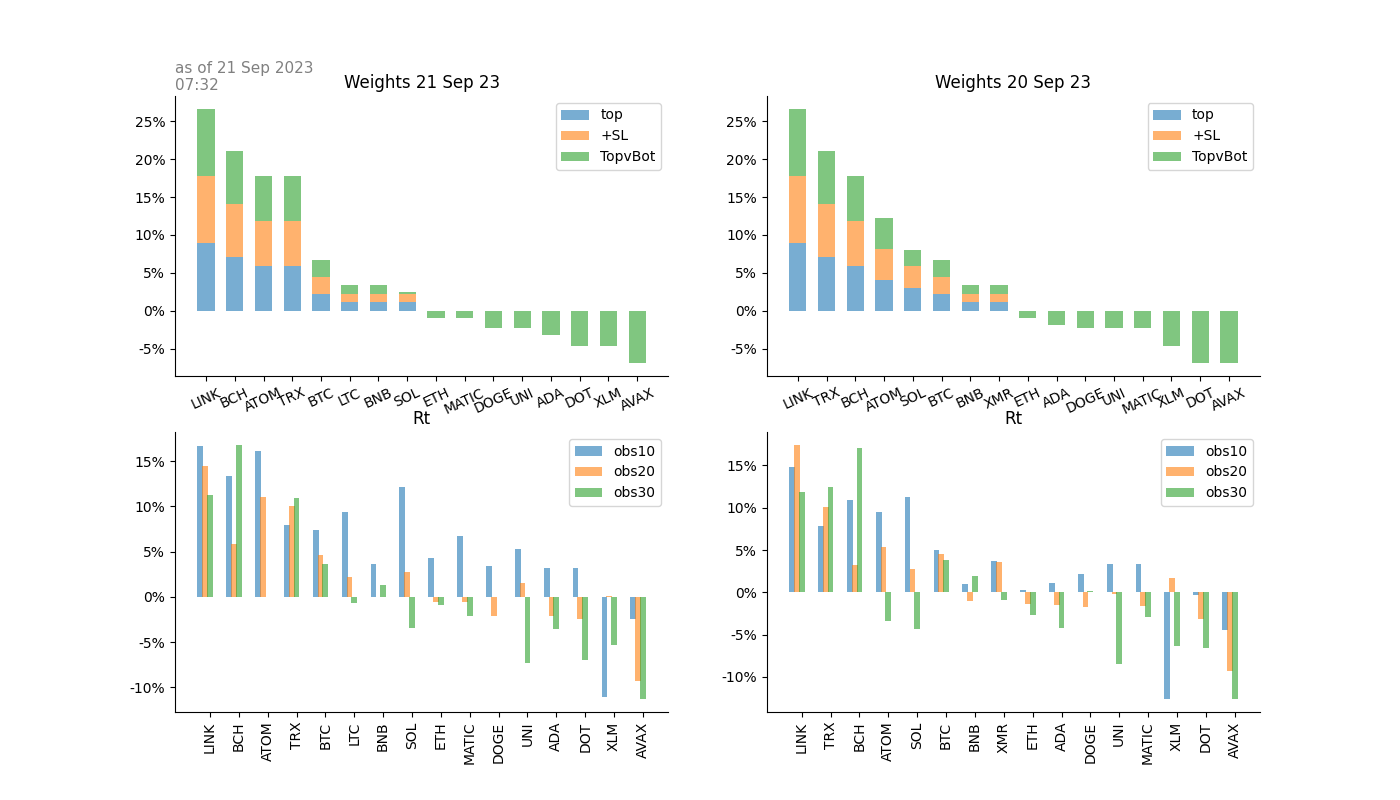 as of 21 Sep 2023
07:32
Weights 21 Sep 23
25%
20%
15%
10%
5%
0%
-5%
top
+SL
TopvBot
LINK BCH ATOM TRX BTC LTC BNB SOL ETH MATIC DOGE UNI ADA DOT XLM AVAX
Weights 20 Sep 23
25%
20%
15%
10%
5%
0%
-5%
top
+SL
TopvBot
LINK TRX BCH ATOM SOL BTC BNB XMR ETH ADA DOGE UNI MATIC XLM DOT AVAX
Rt
15%
10%
5%
0%
-5%
-10%
obs10
obs20
obs30
LINK BCH ATOM TRX BTC LTC BNB SOL ETH MATIC DOGE UNI ADA DOT XLM AVAX
Rt
15%
10%
5%
0%
-5%
-10%
obs10
obs20
obs30
LINK TRX BCH ATOM SOL BTC BNB XMR ETH ADA DOGE UNI MATIC XLM DOT AVAX